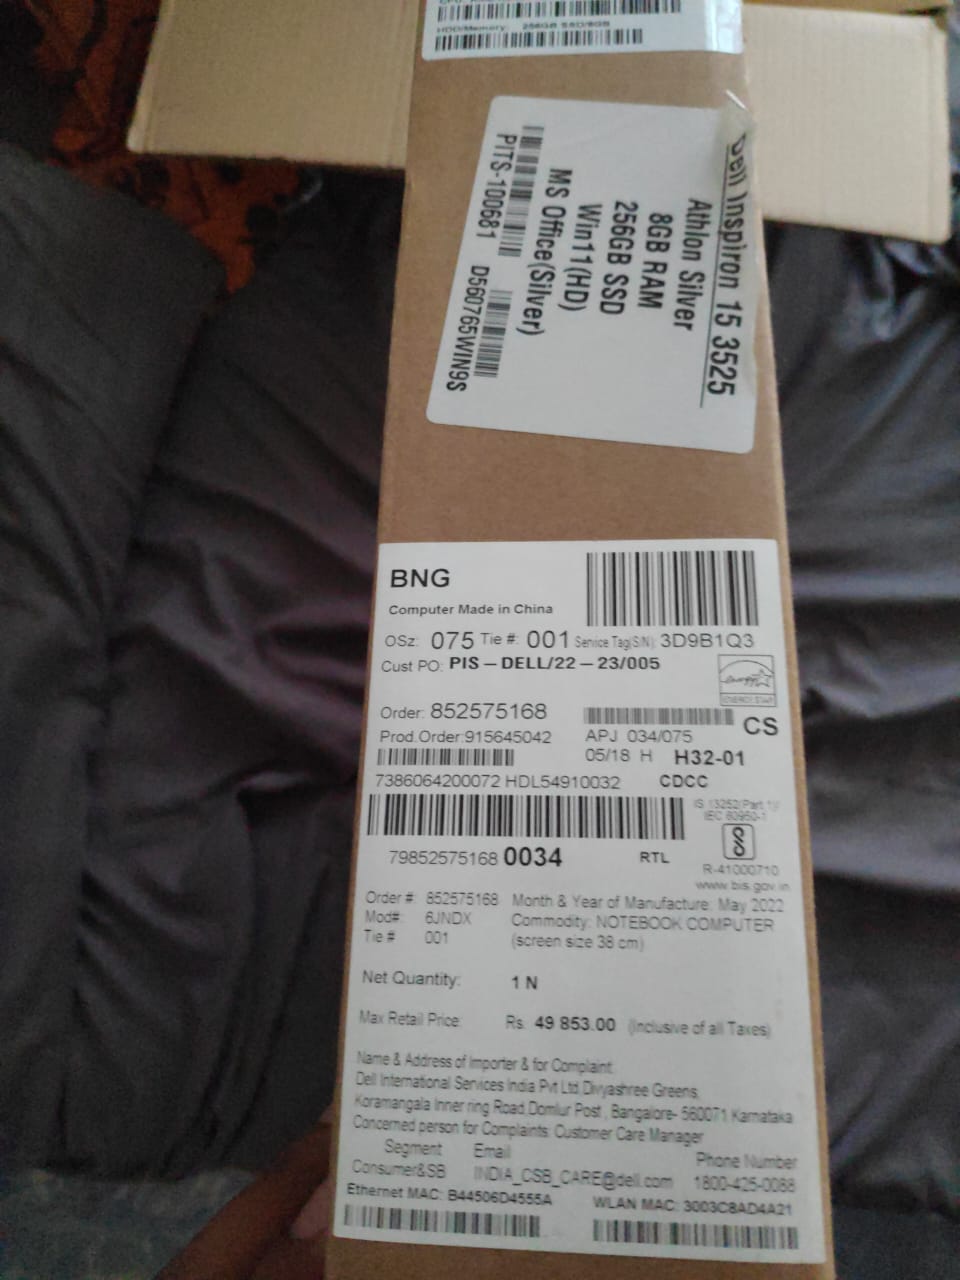 HDD/Memory: 256GB SSD/8GB
Dell Inspiron 15 3525
Athlon Silver
8GB RAM
256GB SSD
Win11(HD)
MS Office(Silver)
PITS-100681 D560765WIN9S
BNG
Computer Made in China
OSz: 075 Tie #: 001 Service Tag(S/N): 3D9B1Q3
Cust PO: PIS – DELL/22 – 23/005
ENERGY STAR
Order: 852575168
CS
Prod.Order:915645042 APJ 034/075
05/18 H H32-01
7386064200072 HDL54910032 CDCC
IS 13252(Part 1)/
IEC 60950-1
79852575168 0034 RTL
R-41000710
www.bis.gov.in
Order #: 852575168 Month & Year of Manufacture: May 2022
Mod#: 6JNDX Commodity: NOTEBOOK COMPUTER
Tie # 001 (screen size 38 cm)
Net Quantity: 1 N
Max Retail Price: Rs. 49 853.00 (Inclusive of all Taxes)
Name & Address of Importer & for Complaint:
Dell International Services India Pvt Ltd,Divyashree Greens,
Koramangala Inner ring Road,Domlur Post, Bangalore- 560071 Karnataka
Concerned person for Complaints: Customer Care Manager
Segment Email Phone Number
Consumer&SB INDIA_CSB_CARE@dell.com 1800-425-0088
Ethernet MAC: B44506D4555A WLAN MAC: 3003C8AD4A21